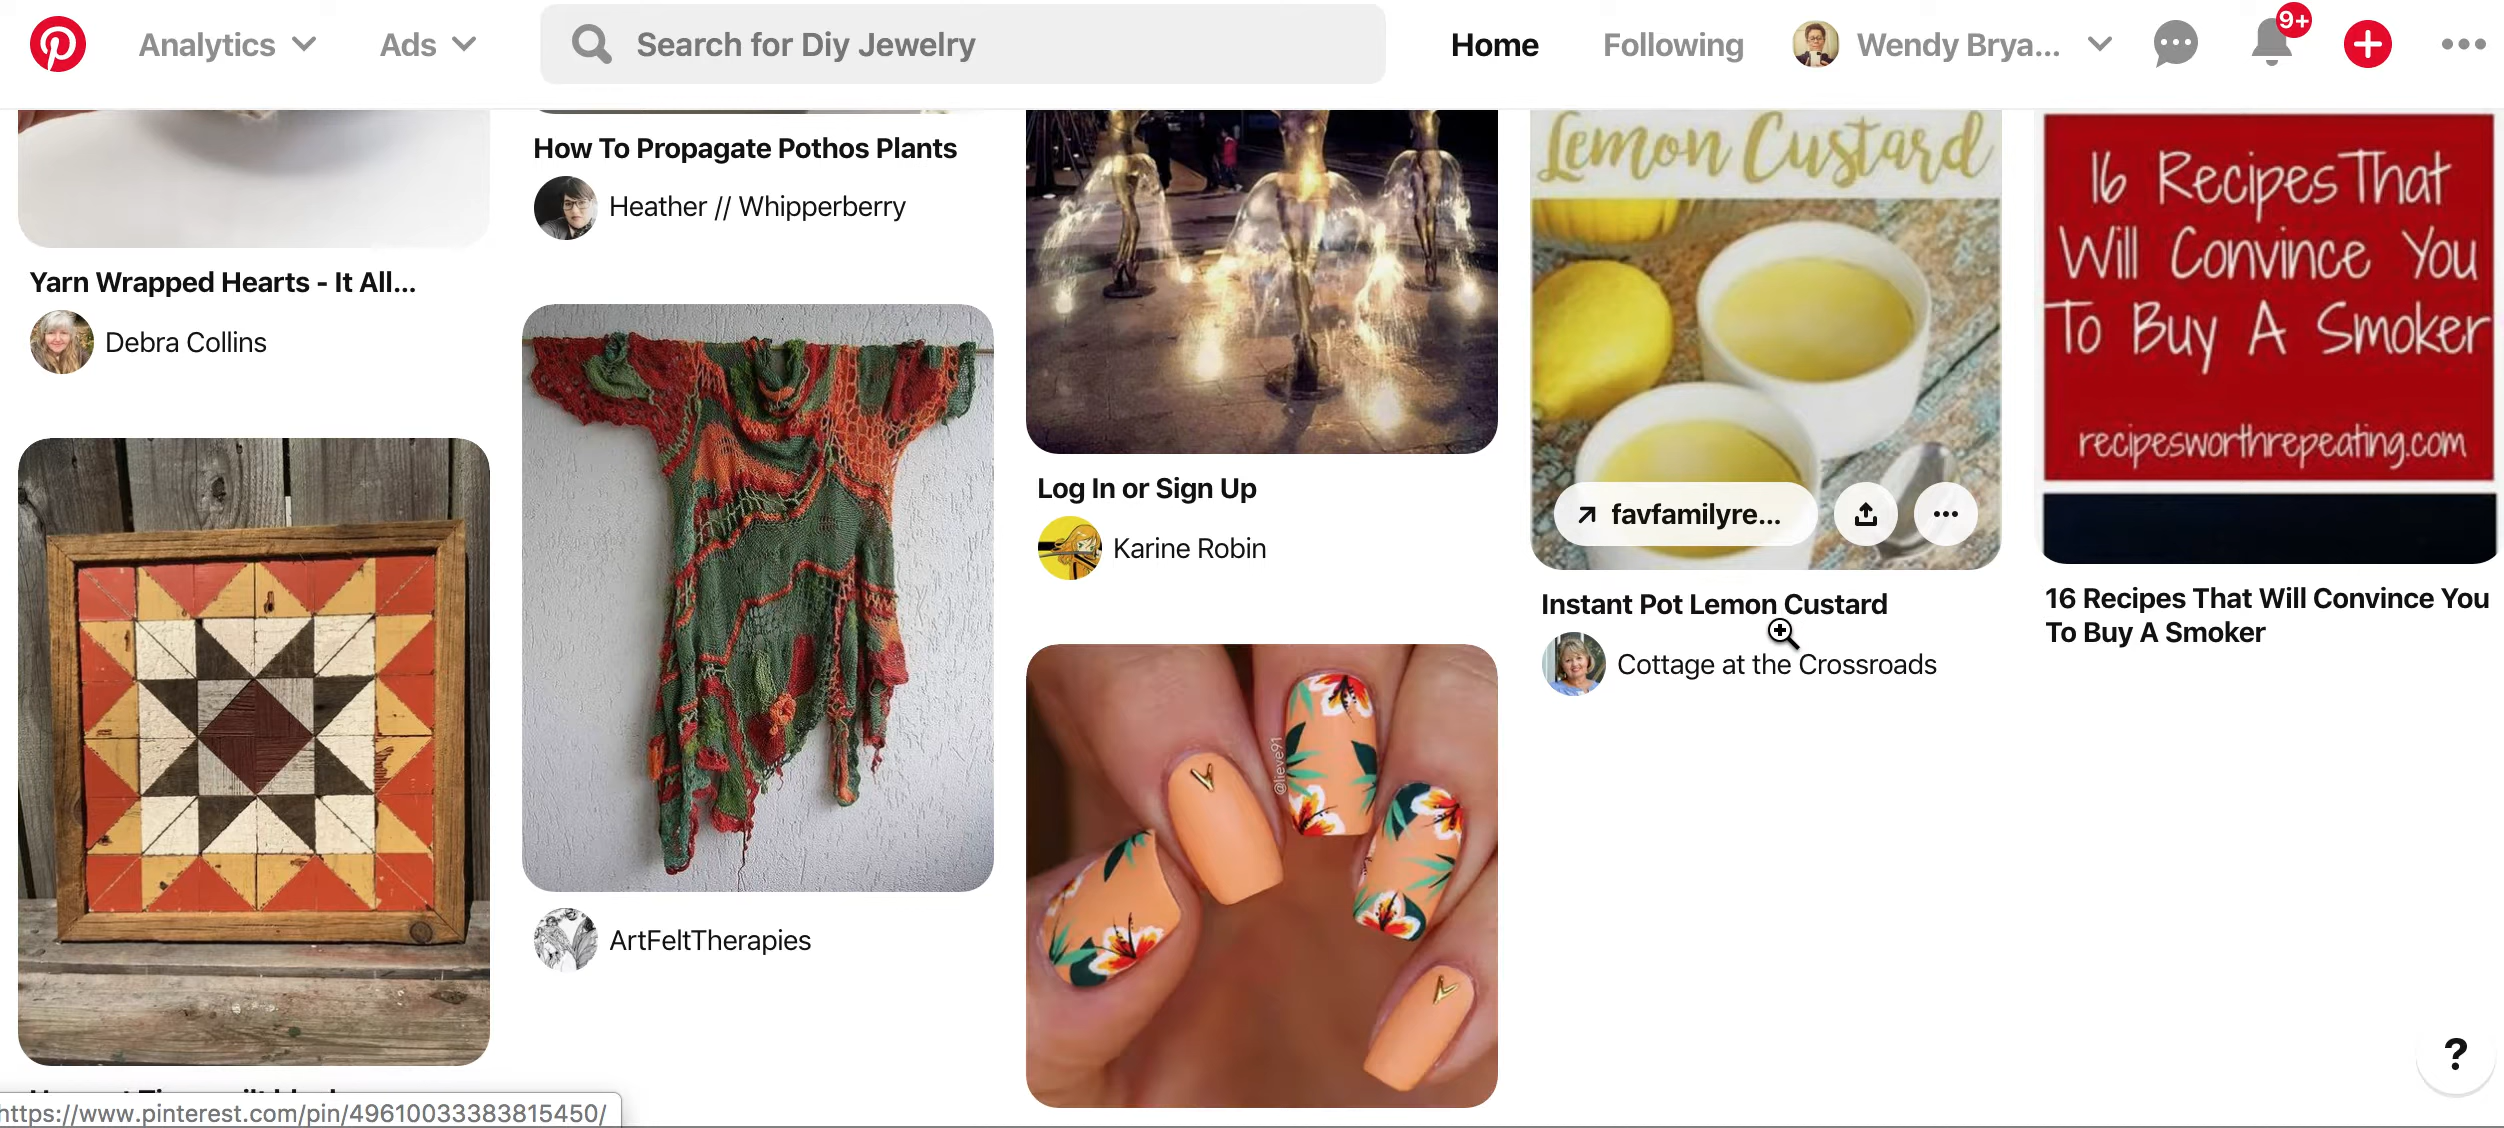 Analytics
Ads
Search for Diy Jewelry
Home
Following
Wendy Brya...
9+
Yarn Wrapped Hearts - It All...
Debra Collins
How To Propagate Pothos Plants
Heather // Whipperberry
ArtFeltTherapies
Log In or Sign Up
Karine Robin
@lieve91
Lemon Custard
favfamilyre...
Instant Pot Lemon Custard
Cottage at the Crossroads
16 Recipes That
Will Convince You
To Buy A Smoker
recipesworthrepeating.com
16 Recipes That Will Convince You
To Buy A Smoker
?
https://www.pinterest.com/pin/49610033383815450/